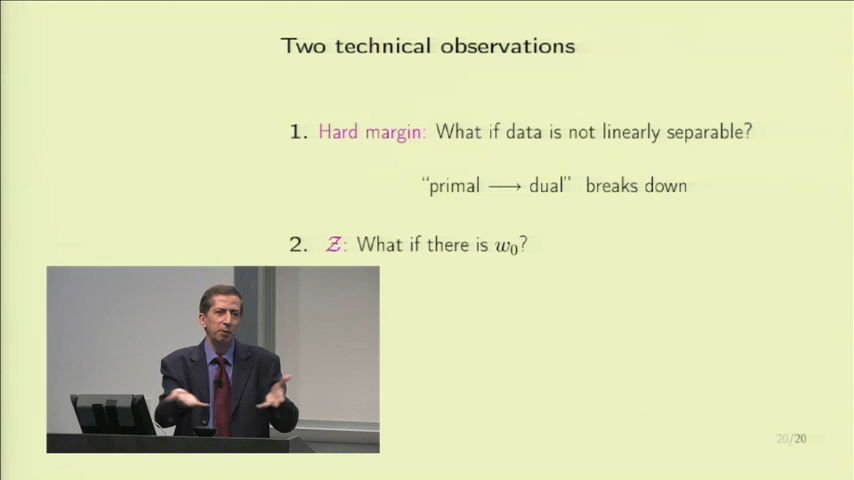 Two technical observations
1. Hard margin: What if data is not linearly separable?
“primal ⟶ dual” breaks down
2. 𝒵: What if there is w₀?
20/20